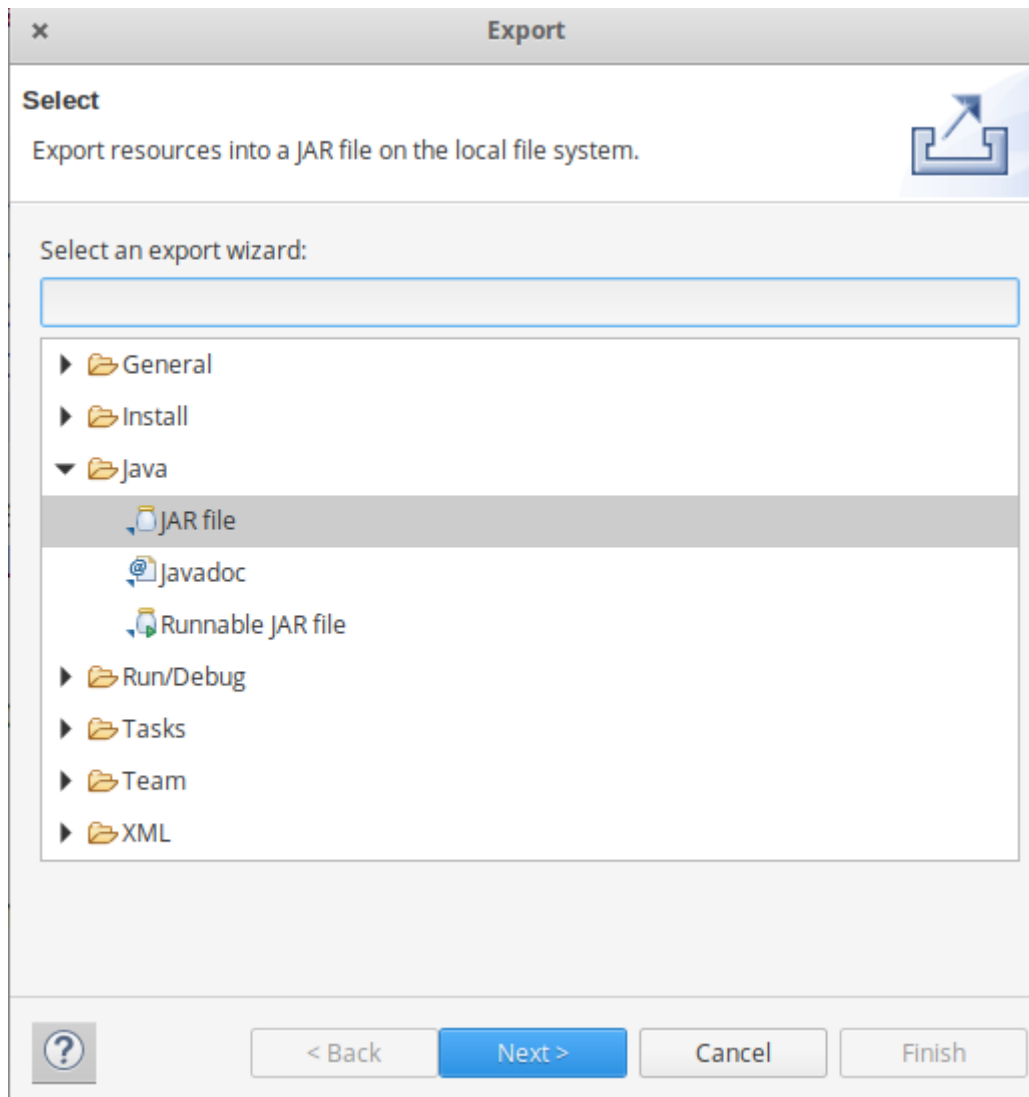 Export
Select
Export resources into a JAR file on the local file system.
Select an export wizard:
General
Install
Java
JAR file
@ Javadoc
Runnable JAR file
Run/Debug
Tasks
Team
XML
? < Back Next > Cancel Finish